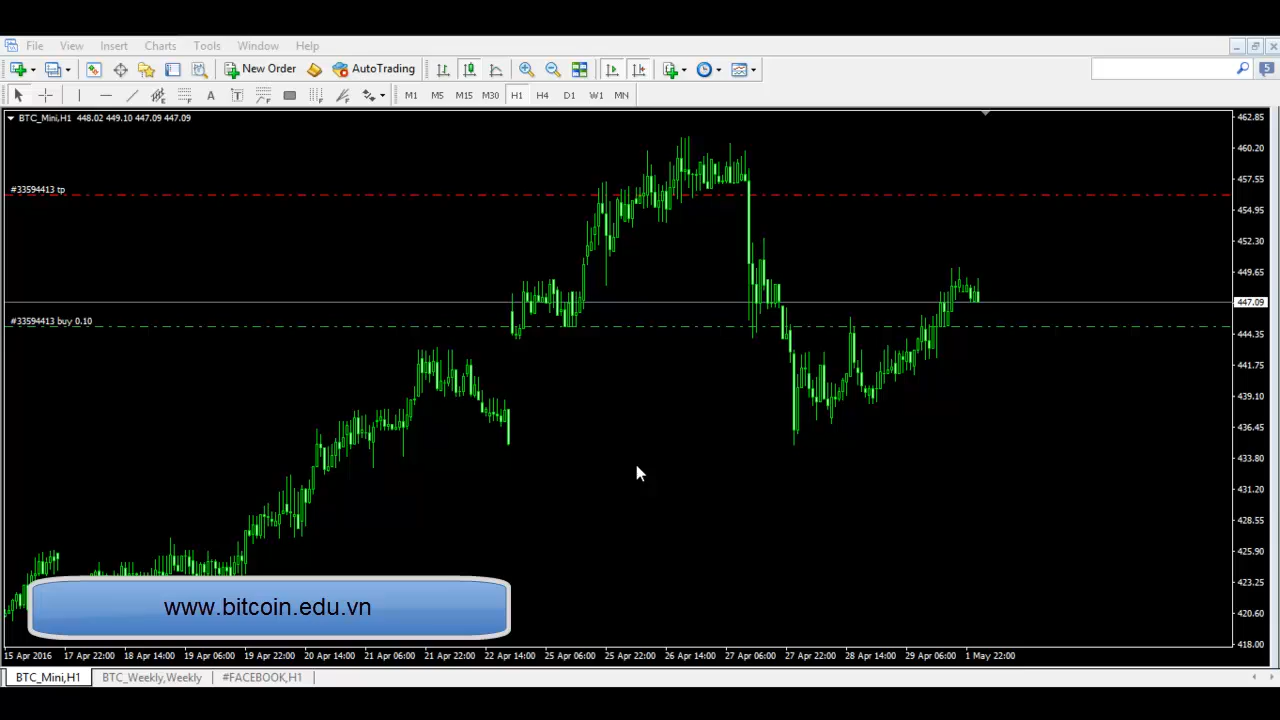 File View Insert Charts Tools Window Help
New Order AutoTrading 5
A T M1 M5 M15 M30 H1 H4 D1 W1 MN
BTC_Mini,H1 448.02 449.10 447.09 447.09
462.85
460.20
457.55
#33594413 tp
454.95
452.30
449.65
447.09
#33594413 buy 0.10
444.35
441.75
439.10
436.45
433.80
431.20
428.55
425.90
423.25
www.bitcoin.edu.vn
420.60
418.00
15 Apr 2016 17 Apr 22:00 18 Apr 14:00 19 Apr 06:00 19 Apr 22:00 20 Apr 14:00 21 Apr 06:00 21 Apr 22:00 22 Apr 14:00 25 Apr 06:00 25 Apr 22:00 26 Apr 14:00 27 Apr 06:00 27 Apr 22:00 28 Apr 14:00 29 Apr 06:00 1 May 22:00
BTC_Mini,H1 BTC_Weekly,Weekly #FACEBOOK,H1